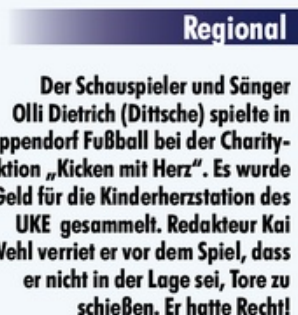 Regional
Der Schauspieler und Sänger
Olli Dietrich (Dittsche) spielte in
ppendorf Fußball bei der Charity-
ktion „Kicken mit Herz“. Es wurde
Geld für die Kinderherzstation des
UKE gesammelt. Redakteur Kai
Wehl verriet er vor dem Spiel, dass
er nicht in der Lage sei, Tore zu
schießen. Er hatte Recht!